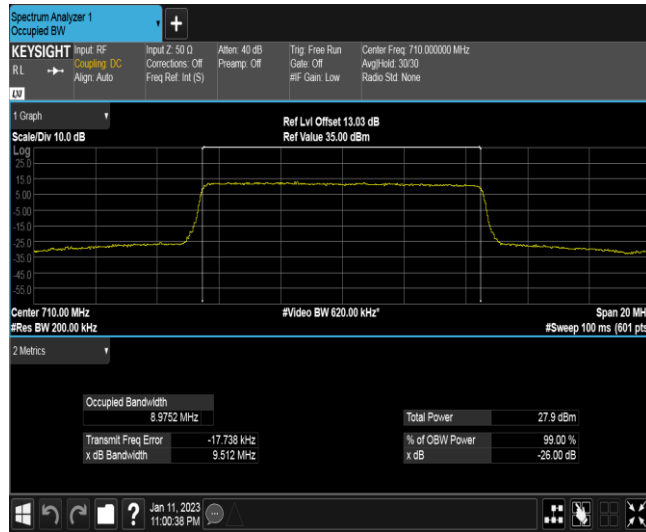 Spectrum Analyzer 1
Occupied BW
KEYSIGHT
RL
LXI
Input: RF
Coupling: DC
Align: Auto
Input Z: 50 Ω
Corrections: Off
Freq Ref: Int (S)
Atten: 40 dB
Preamp: Off
Trig: Free Run
Gate: Off
#IF Gain: Low
Center Freq: 710.000000 MHz
Avg|Hold: 30/30
Radio Std: None
1 Graph
Scale/Div 10.0 dB
Ref Lvl Offset 13.03 dB
Ref Value 35.00 dBm
Log
25.0
15.0
5.00
-5.00
-15.0
-25.0
-35.0
-45.0
-55.0
Center 710.00 MHz
#Res BW 200.00 kHz
#Video BW 620.00 kHz*
Span 20 MH
#Sweep 100 ms (601 pts
2 Metrics
Occupied Bandwidth
8.9752 MHz
Transmit Freq Error -17.738 kHz
x dB Bandwidth 9.512 MHz
Total Power 27.9 dBm
% of OBW Power 99.00 %
x dB -26.00 dB
?
Jan 11, 2023
11:00:38 PM